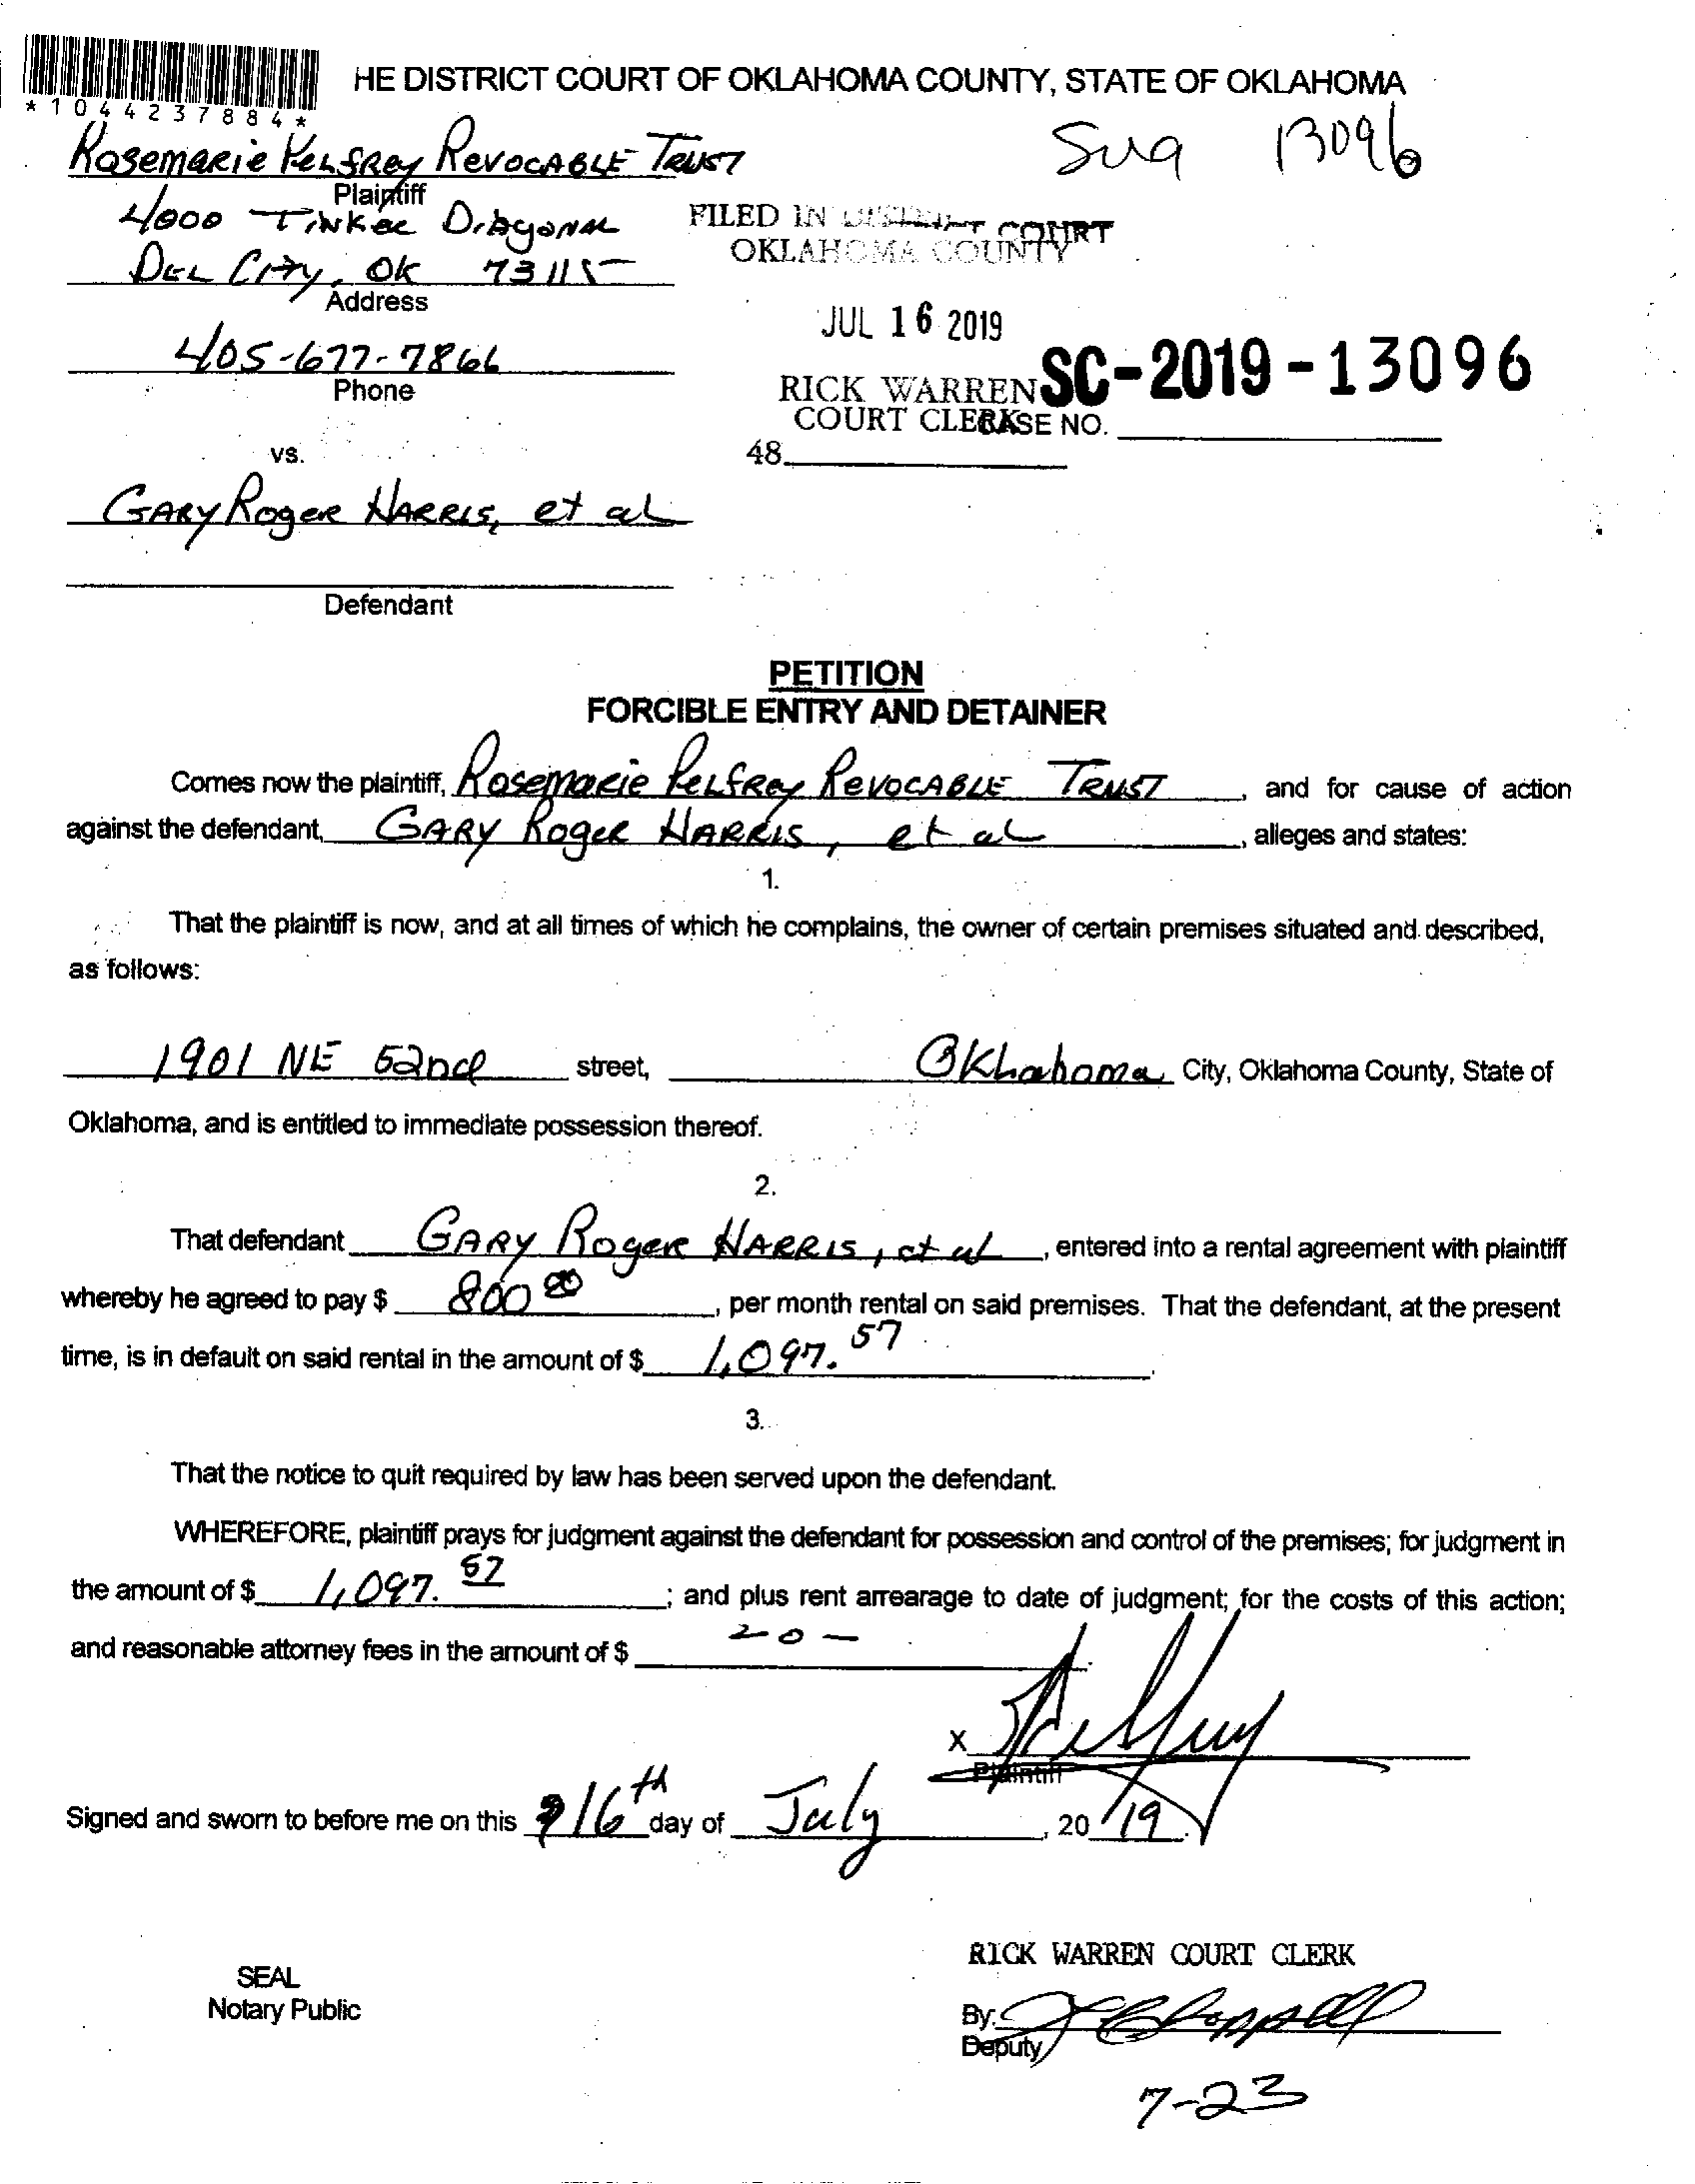 *1044237884*
HE DISTRICT COURT OF OKLAHOMA COUNTY, STATE OF OKLAHOMA
13096
Rosemarie Pelfrey Revocable Trust
Plaintiff
4000 Tinker Diagonal
FILED IN DISTRICT COURT
OKLAHOMA COUNTY
Del City, OK 73115
Address
JUL 16 2019
405-677-7866
Phone
SC-2019-13096
RICK WARREN
COURT CLERK
CASE NO.
48
vs.
Gary Roger Harris, et al
Defendant
PETITION
FORCIBLE ENTRY AND DETAINER
Comes now the plaintiff, Rosemarie Pelfrey Revocable Trust, and for cause of action
against the defendant, Gary Roger Harris, et al, alleges and states:
1.
That the plaintiff is now, and at all times of which he complains, the owner of certain premises situated and described,
as follows:
1901 NE 52nd street, Oklahoma City, Oklahoma County, State of
Oklahoma, and is entitled to immediate possession thereof.
2.
That defendant Gary Roger Harris, et al, entered into a rental agreement with plaintiff
whereby he agreed to pay $ 800 00, per month rental on said premises. That the defendant, at the present
time, is in default on said rental in the amount of $ 1,097.57.
3.
That the notice to quit required by law has been served upon the defendant.
WHEREFORE, plaintiff prays for judgment against the defendant for possession and control of the premises; for judgment in
the amount of $ 1,097.57; and plus rent arrearage to date of judgment; for the costs of this action;
and reasonable attorney fees in the amount of $
X
Plaintiff
Signed and sworn to before me on this 16th day of July, 2019.
RICK WARREN COURT CLERK
SEAL
Notary Public
By:
Deputy
7-23